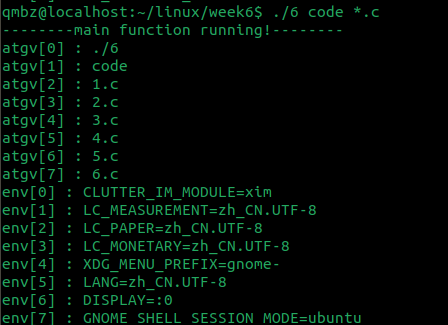 qmbz@localhost:~/linux/week6$ ./6 code *.c
--------main function running!--------
atgv[0] : ./6
atgv[1] : code
atgv[2] : 1.c
atgv[3] : 2.c
atgv[4] : 3.c
atgv[5] : 4.c
atgv[6] : 5.c
atgv[7] : 6.c
env[0] : CLUTTER_IM_MODULE=xim
env[1] : LC_MEASUREMENT=zh_CN.UTF-8
env[2] : LC_PAPER=zh_CN.UTF-8
env[3] : LC_MONETARY=zh_CN.UTF-8
env[4] : XDG_MENU_PREFIX=gnome-
env[5] : LANG=zh_CN.UTF-8
env[6] : DISPLAY=:0
env[7] : GNOME_SHELL_SESSION_MODE=ubuntu